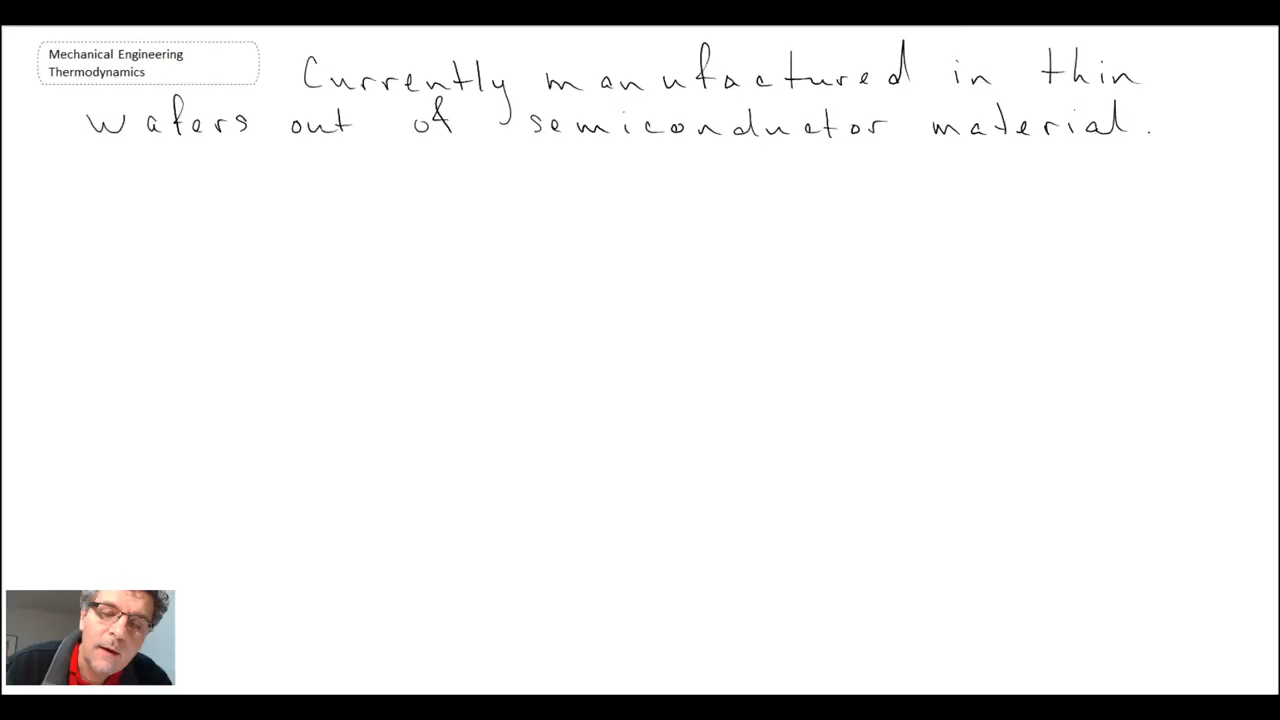 Mechanical Engineering
Thermodynamics
Currently manufactured in thin
wafers out of semiconductor material.